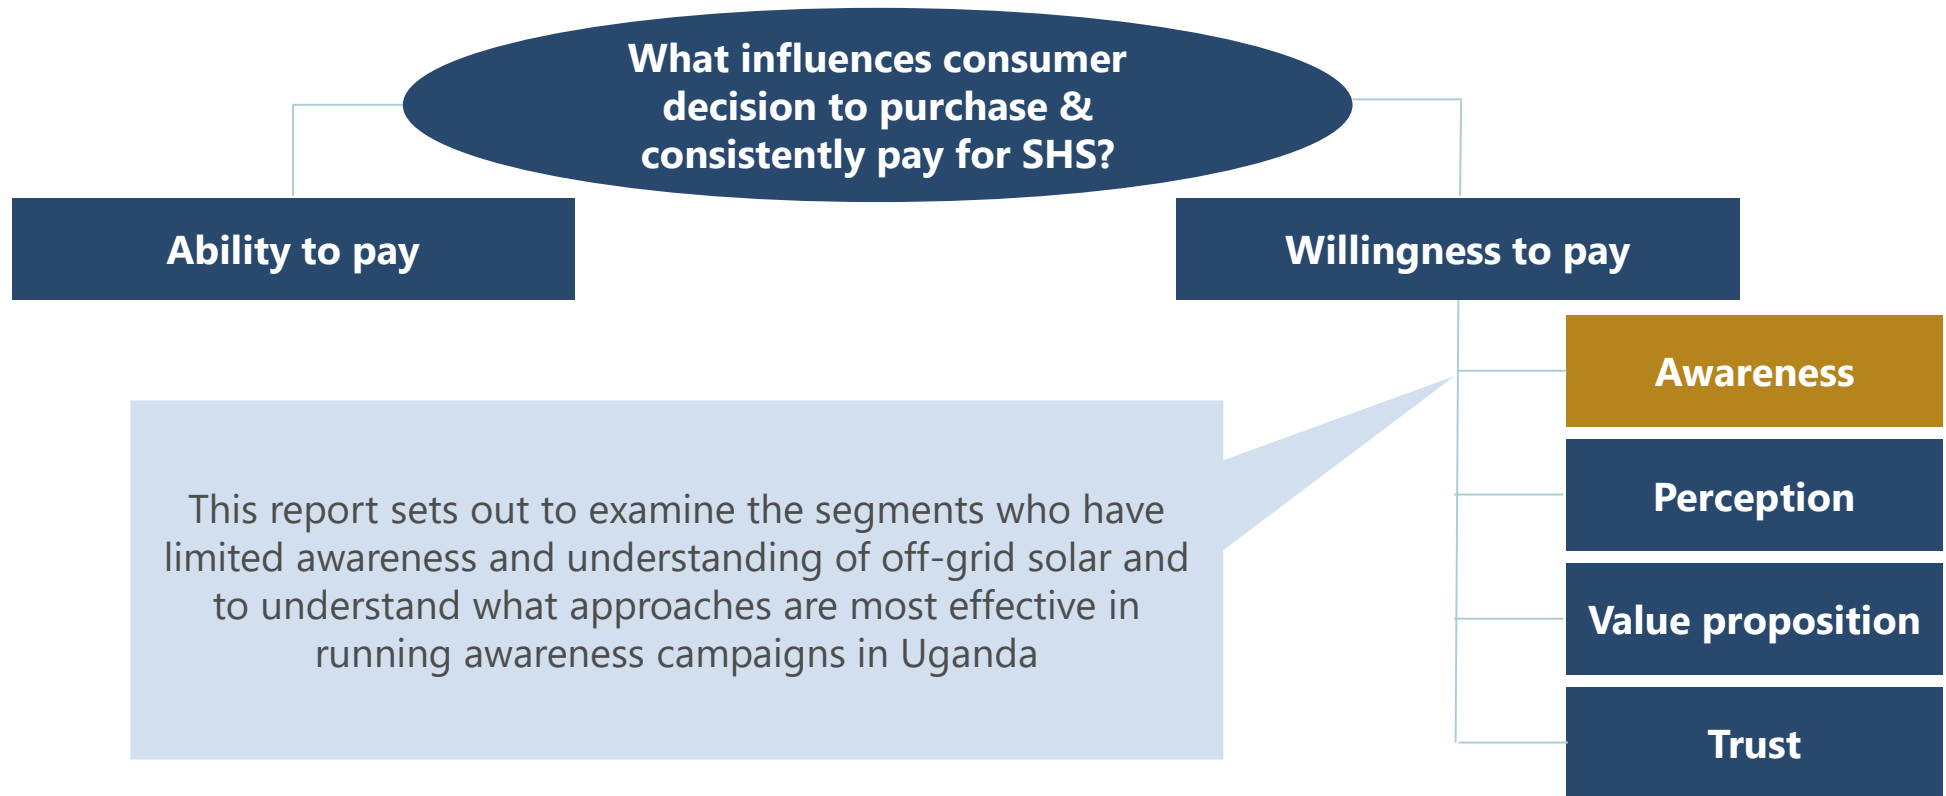 What influences consumer
decision to purchase &
consistently pay for SHS?
Ability to pay
Willingness to pay
Awareness
Perception
Value proposition
Trust
This report sets out to examine the segments who have
limited awareness and understanding of off-grid solar and
to understand what approaches are most effective in
running awareness campaigns in Uganda